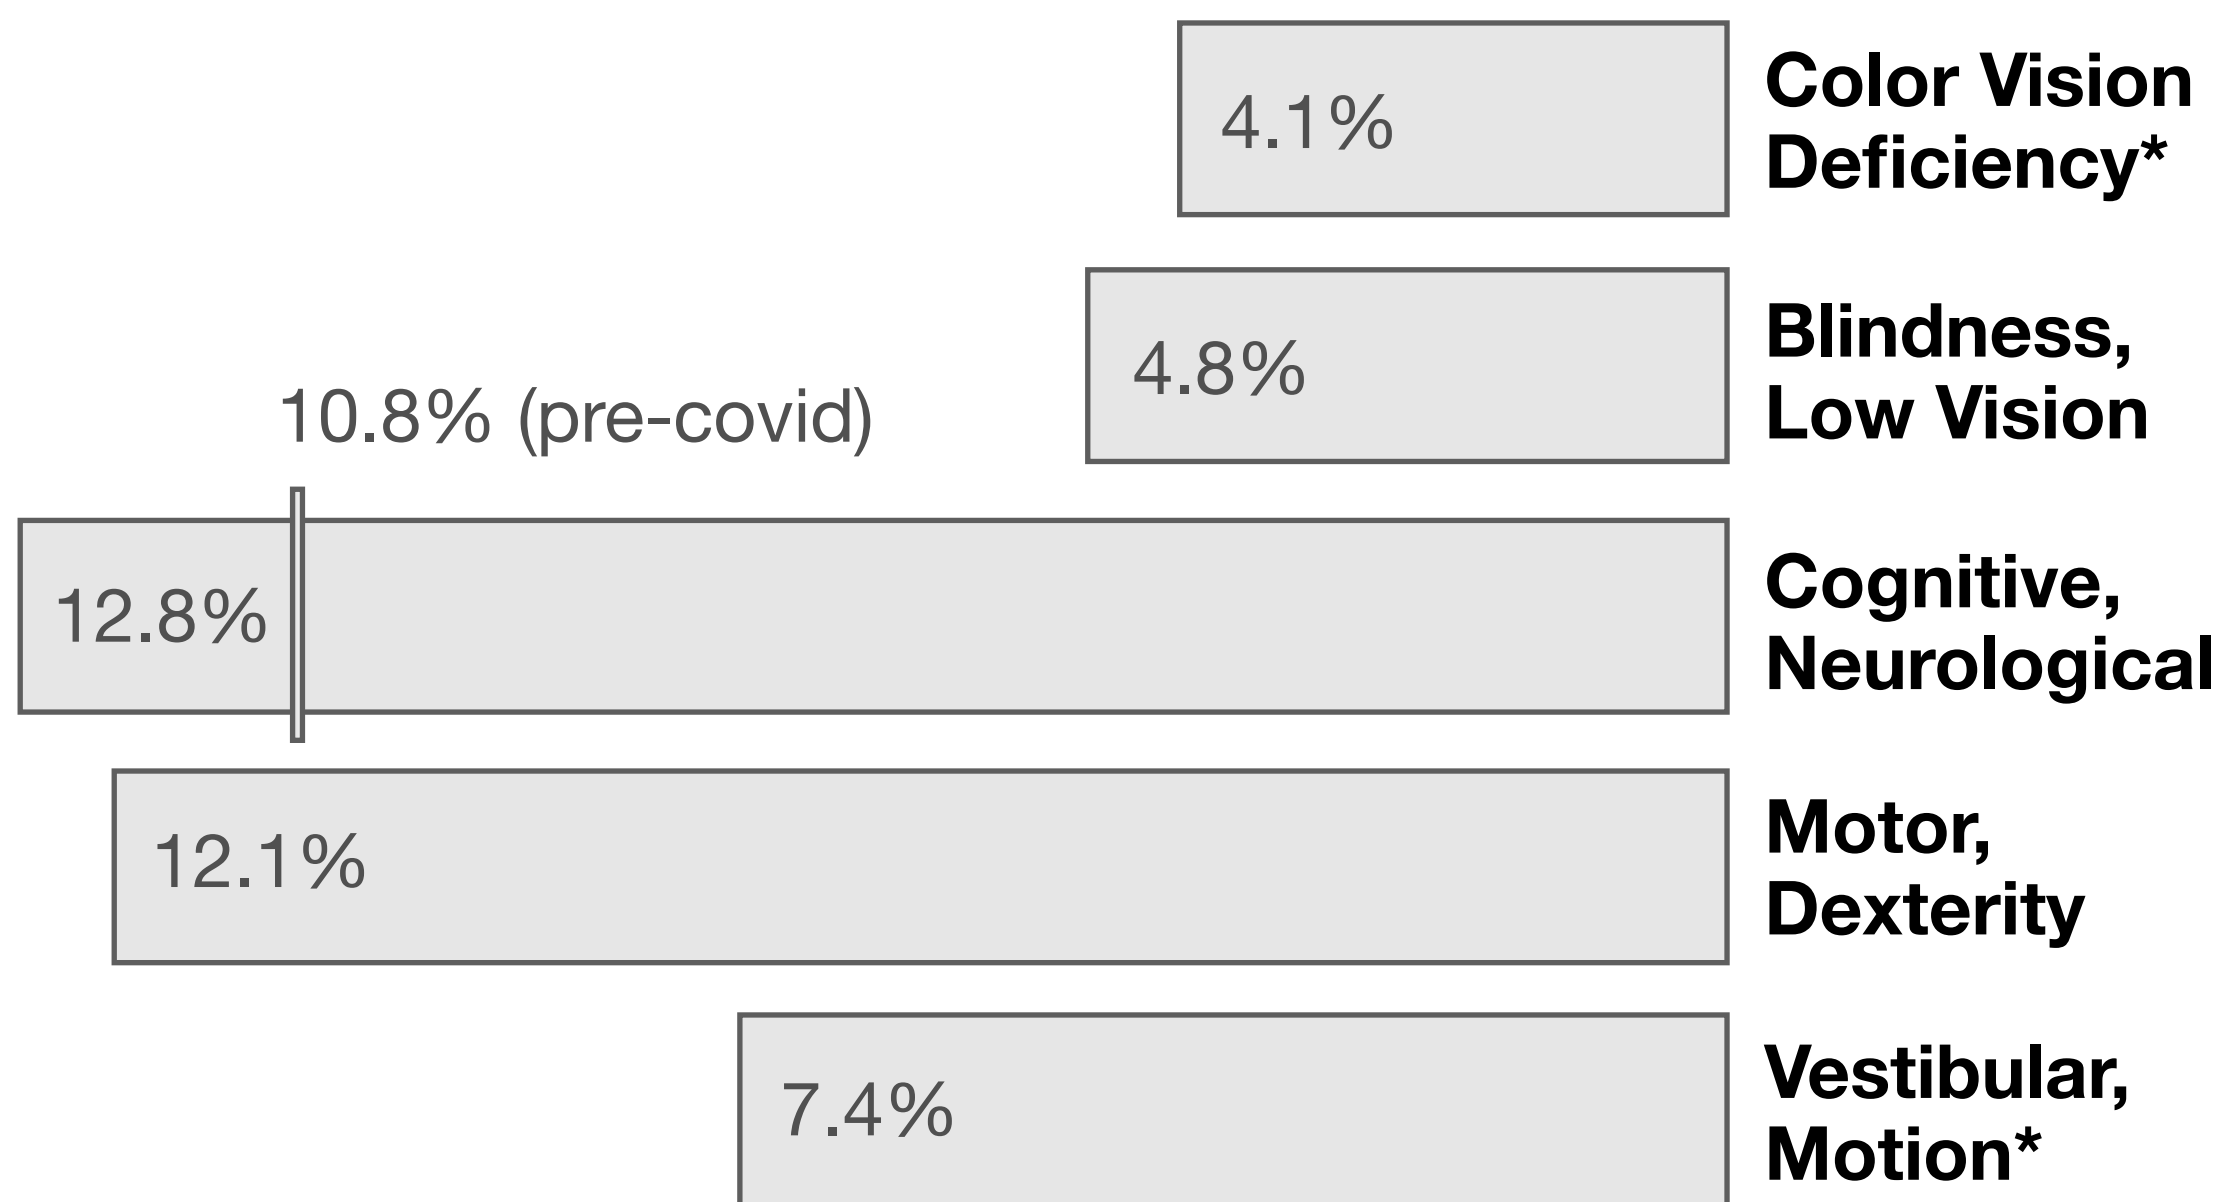 4.1%
Color Vision
Deficiency*
4.8%
Blindness,
Low Vision
10.8% (pre-covid)
12.8%
Cognitive,
Neurological
12.1%
Motor,
Dexterity
7.4%
Vestibular,
Motion*